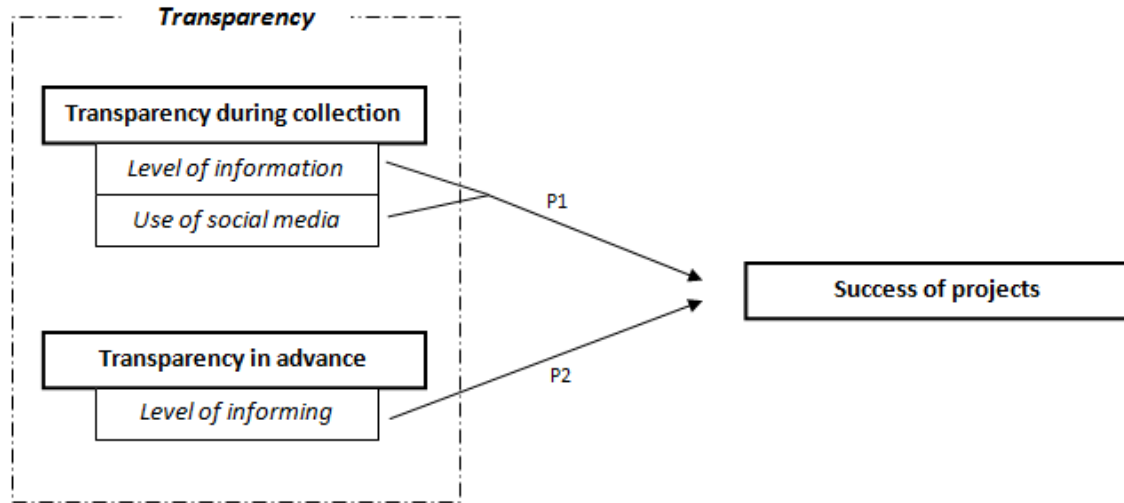 Transparency
Transparency during collection
Level of information
Use of social media
P1
Success of projects
Transparency in advance
P2
Level of informing